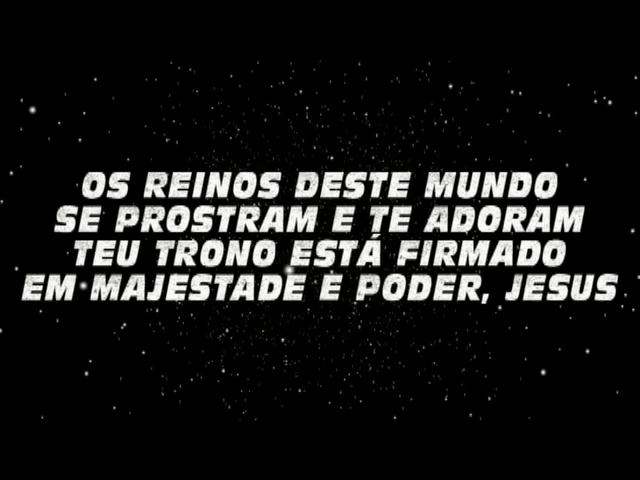 OS REINOS DESTE MUNDO
SE PROSTRAM E TE ADORAM
TEU TRONO ESTÁ FIRMADO
EM MAJESTADE E PODER, JESUS